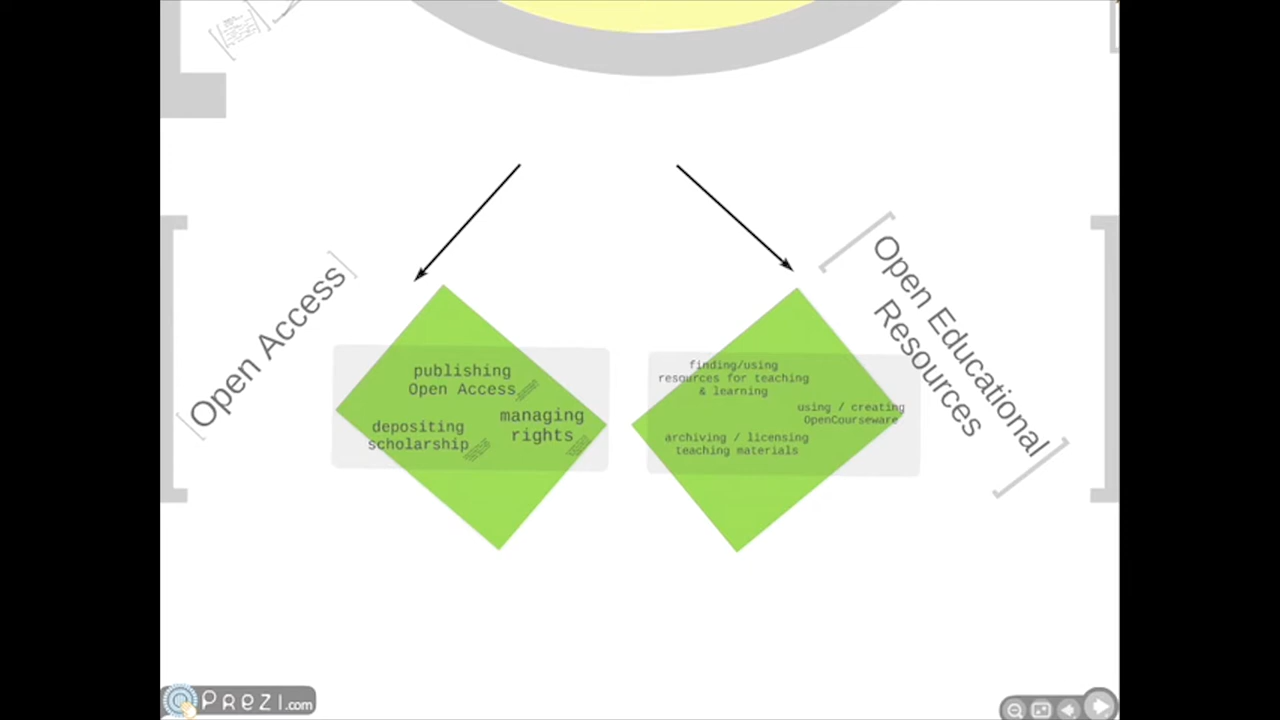 [Open Access]
publishing
Open Access
managing
rights
depositing
scholarship
finding/using
resources for teaching
& learning
using / creating
OpenCourseware
archiving / licensing
teaching materials
[Open Educational
Resources]
Prezi.com